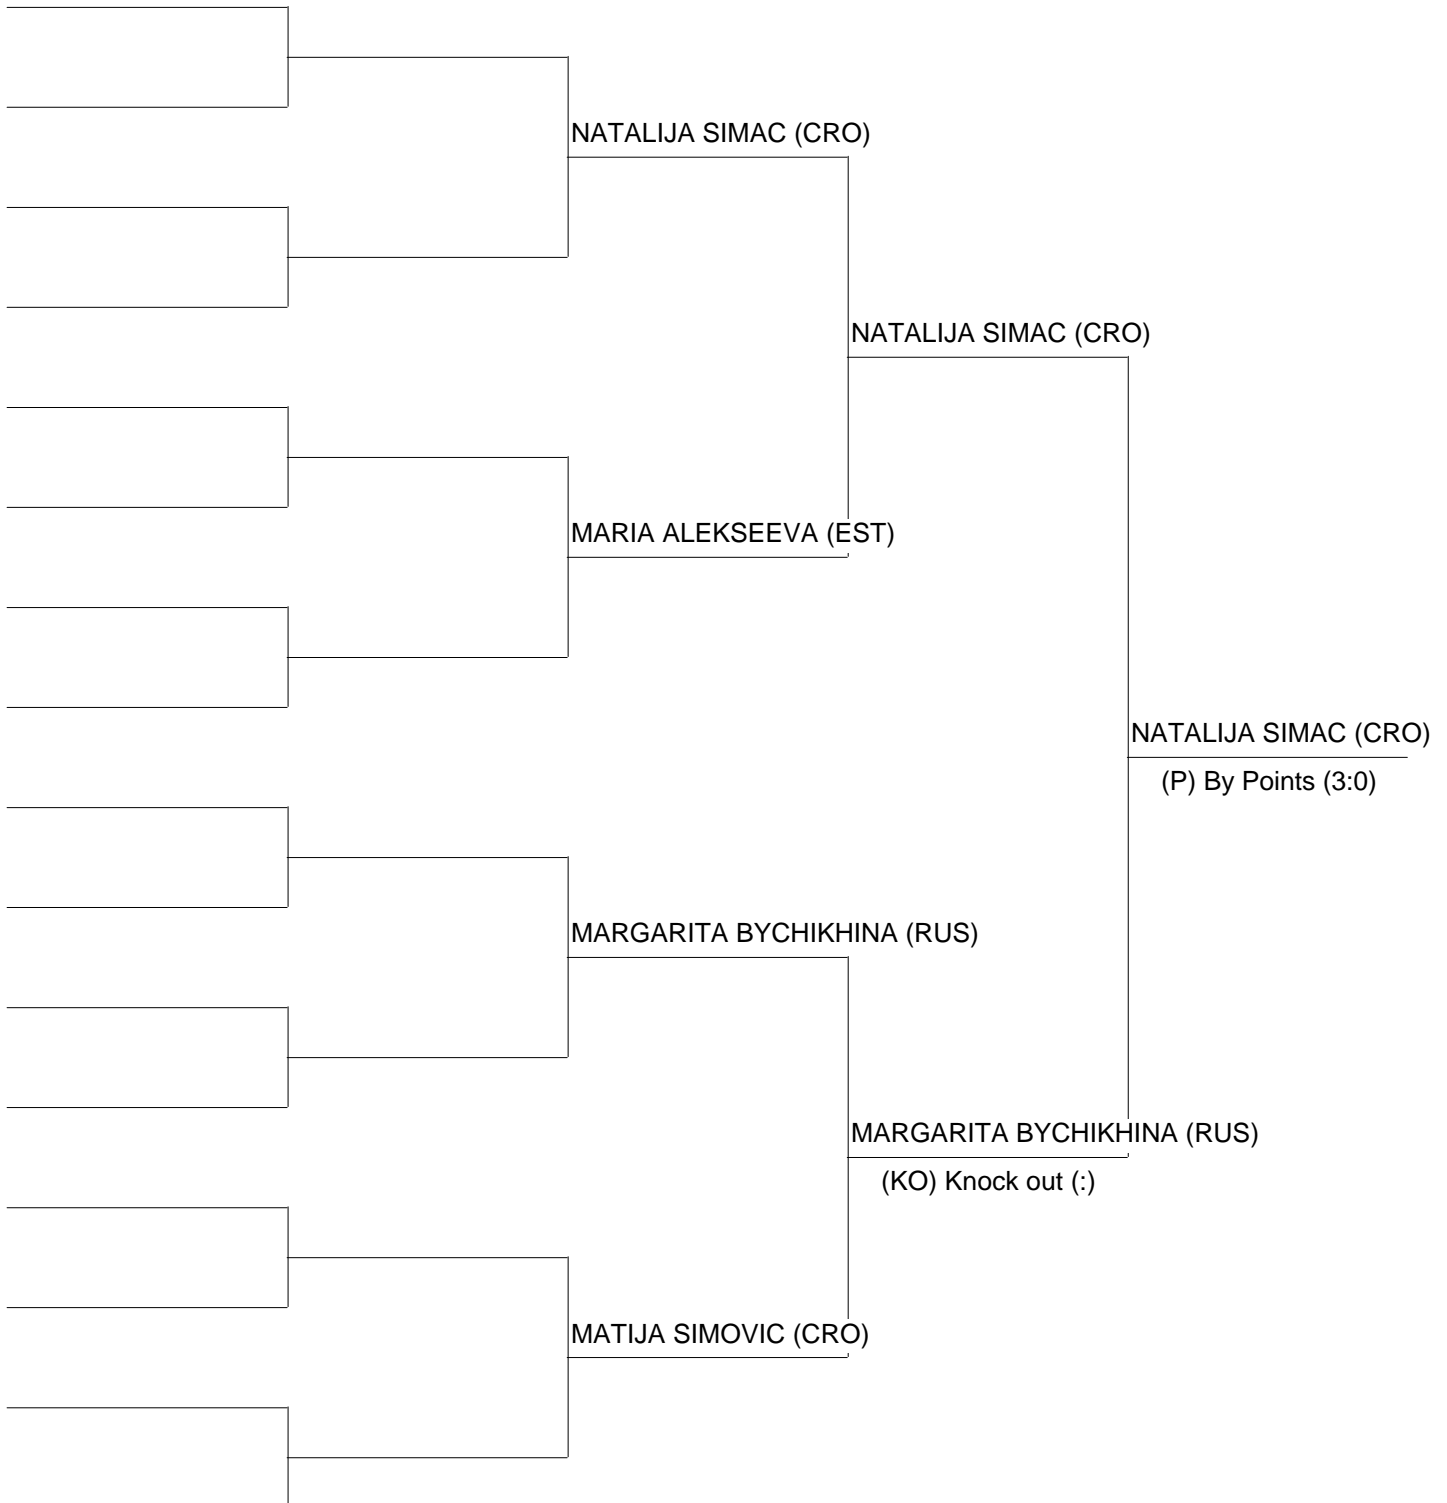 NATALIJA SIMAC (CRO)
NATALIJA SIMAC (CRO)
MARIA ALEKSEEVA (EST)
NATALIJA SIMAC (CRO)
(P) By Points (3:0)
MARGARITA BYCHIKHINA (RUS)
MARGARITA BYCHIKHINA (RUS)
(KO) Knock out (:)
MATIJA SIMOVIC (CRO)